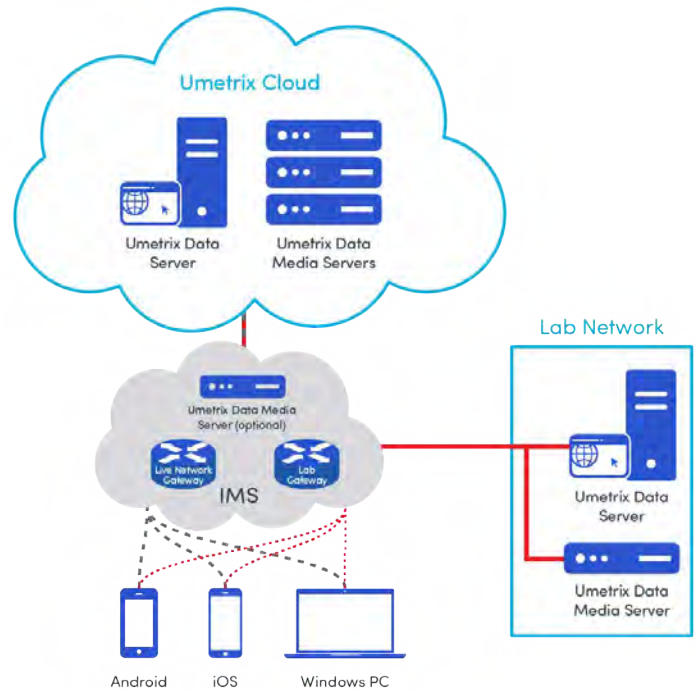 Umetrix Cloud
Umetrix Data
Server
Umetrix Data
Media Servers
Lab Network
Umetrix Data Media
Server (optional)
Live Network
Gateway
Lab
Gateway
IMS
Umetrix Data
Server
Umetrix Data
Media Server
Android
iOS
Windows PC